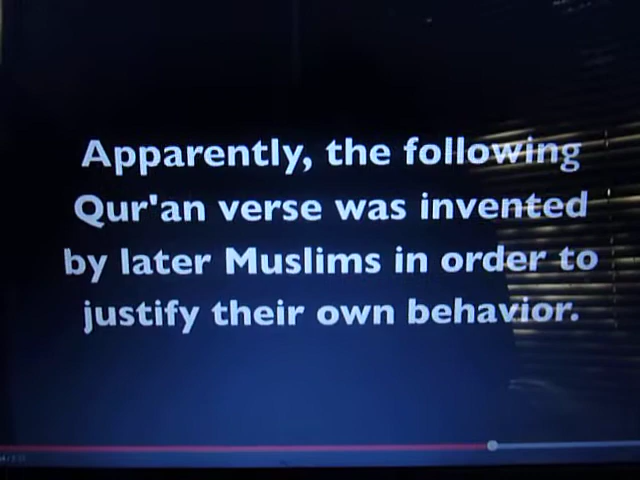 Apparently, the following
Qur'an verse was invented
by later Muslims in order to
justify their own behavior.